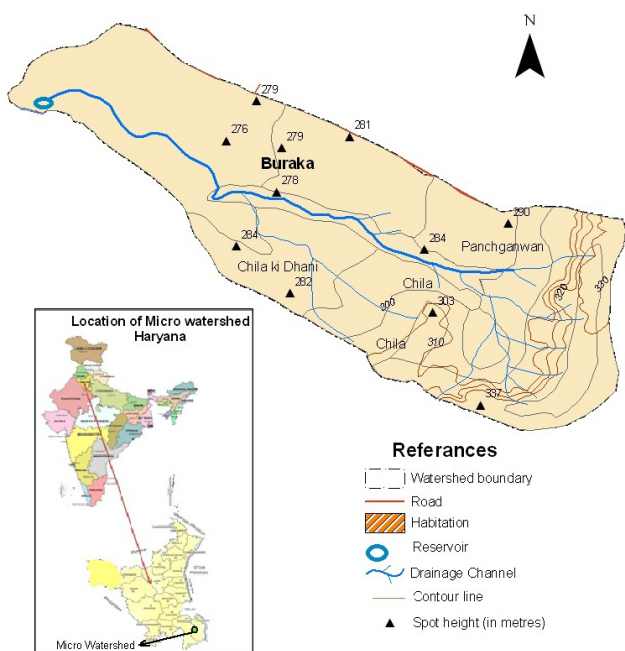 N
279
281
276
279
Buraka
278
290
284
284
Panchganwan
Chila ki Dhani
Chila
282
300
303
320
330
Chila
310
337
Location of Micro watershed
Haryana
Micro Watershed
Referances
Watershed boundary
Road
Habitation
Reservoir
Drainage Channel
Contour line
Spot height (in metres)